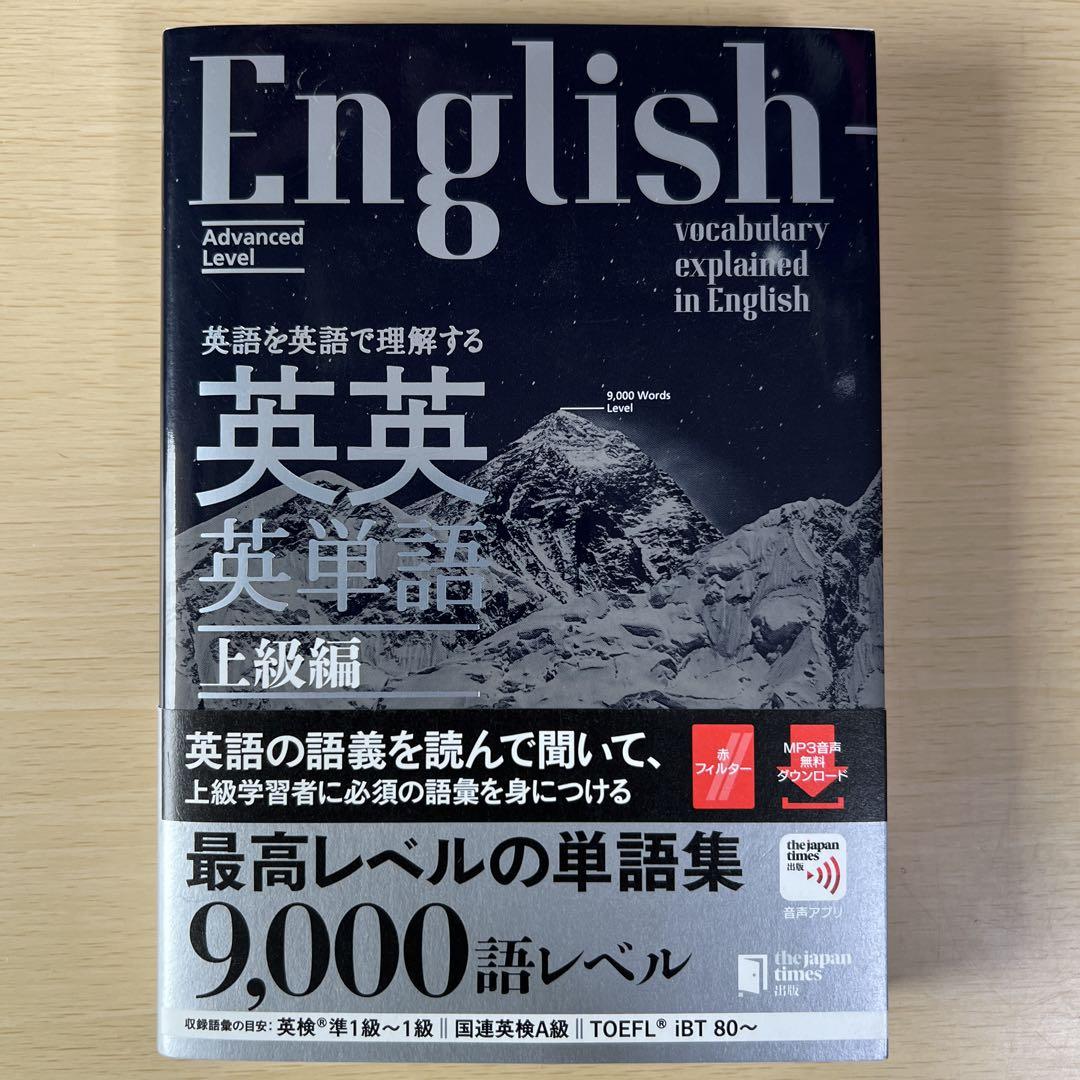 English-
Advanced
Level
vocabulary
explained
in English
英語を英語で理解する
英英
英単語
上級編
9,000 Words
Level
英語の語義を読んで聞いて、
上級学習者に必須の語彙を身につける
赤
フィルター
MP3音声
無料
ダウンロード
最高レベルの単語集
9,000語レベル
the japan
times
出版
音声アプリ
the japan
times
出版
収録語彙の目安: 英検®準1級〜1級 || 国連英検A級 || TOEFL® iBT 80〜